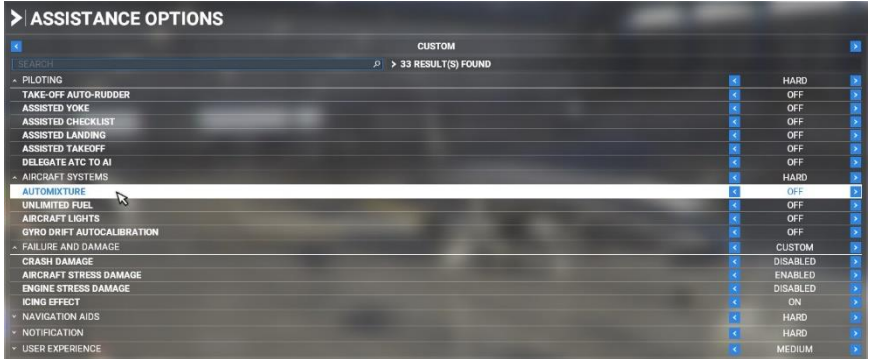 ASSISTANCE OPTIONS
CUSTOM
SEARCH > 33 RESULT(S) FOUND
PILOTING HARD
TAKE-OFF AUTO-RUDDER OFF
ASSISTED YOKE OFF
ASSISTED CHECKLIST OFF
ASSISTED LANDING OFF
ASSISTED TAKEOFF OFF
DELEGATE ATC TO AI OFF
AIRCRAFT SYSTEMS HARD
AUTOMIXTURE OFF
UNLIMITED FUEL OFF
AIRCRAFT LIGHTS OFF
GYRO DRIFT AUTOCALIBRATION OFF
FAILURE AND DAMAGE CUSTOM
CRASH DAMAGE DISABLED
AIRCRAFT STRESS DAMAGE ENABLED
ENGINE STRESS DAMAGE DISABLED
ICING EFFECT ON
NAVIGATION AIDS HARD
NOTIFICATION HARD
USER EXPERIENCE MEDIUM